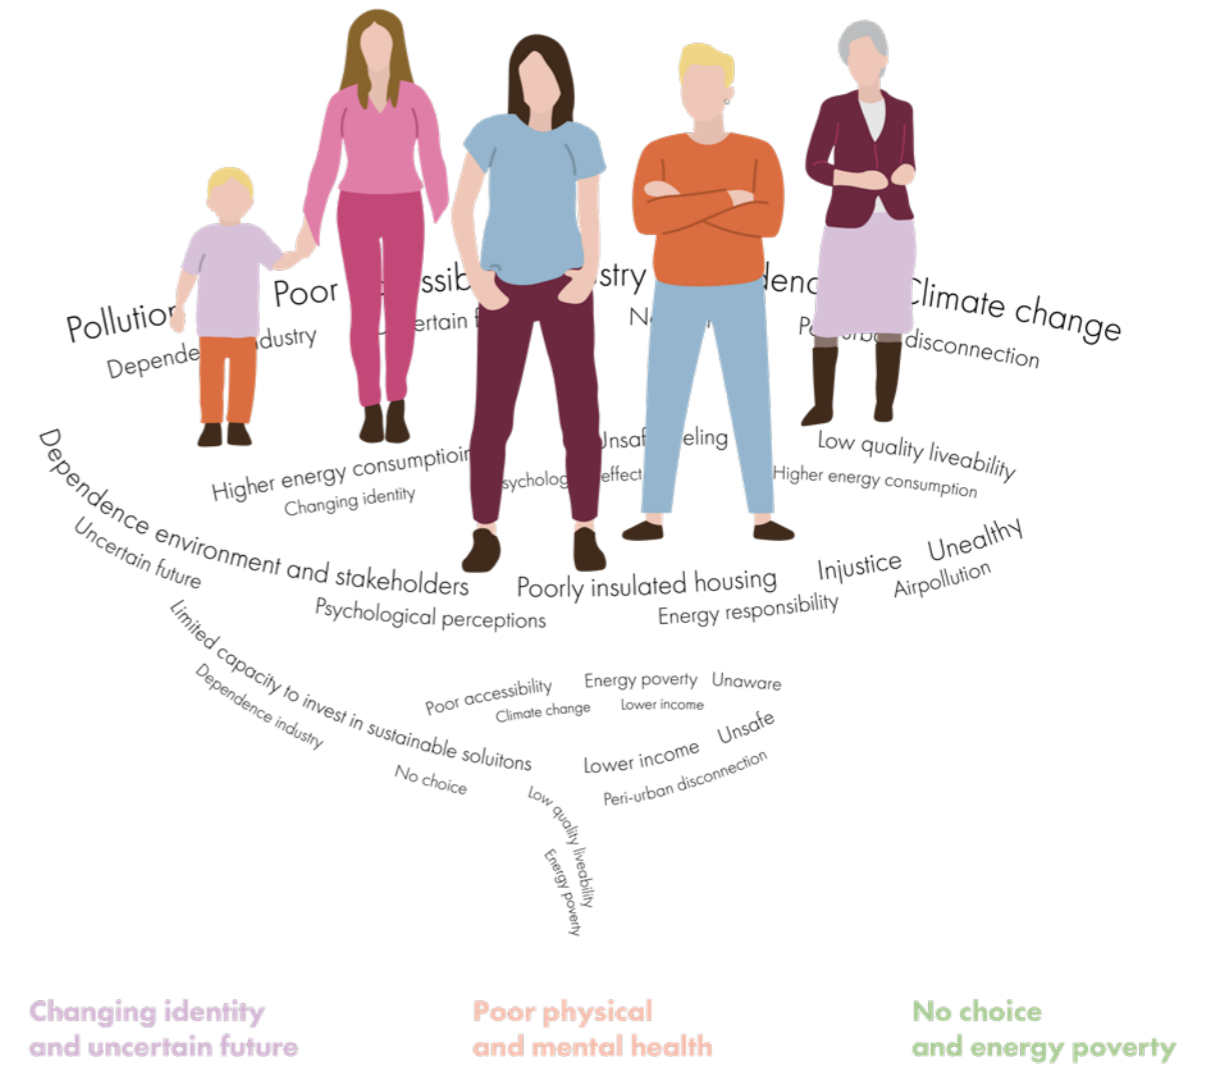 Pollution
Poor
Climate change
industry
disconnection
Higher energy consumptioin
Changing identity
Low quality liveability
Higher energy consumption
effect
Dependence environment and stakeholders
Uncertain future
Psychological perceptions
Poorly insulated housing
Energy responsibility
Injustice
Unealthy
Airpollution
Limited capacity to invest in sustainable soluitons
Dependence industry
No choice
Poor accessibility
Climate change
Energy poverty
Lower income
Unaware
Lower income
Unsafe
Peri-urban disconnection
Low quality liveability
Energy poverty
Changing identity
and uncertain future
Poor physical
and mental health
No choice
and energy poverty